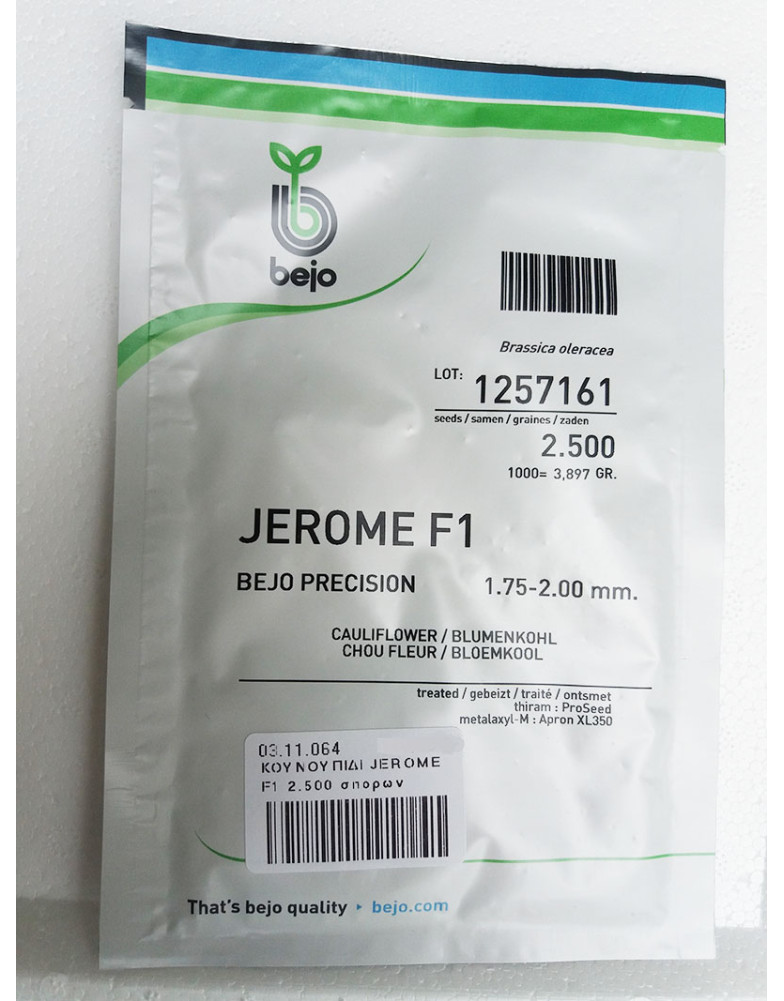 bejo
Brassica oleracea
LOT: 1257161
seeds / samen / graines / zaden
2.500
1000= 3,897 GR.
JEROME F1
BEJO PRECISION 1.75-2.00 mm.
CAULIFLOWER / BLUMENKOHL
CHOU FLEUR / BLOEMKOOL
treated / gebeizt / traité / ontsmet
thiram : ProSeed
metalaxyl-M : Apron XL350
03.11.064
ΚΟΥΝΟΥΠΙΔΙ JEROME
F1 2.500 σπορων
That's bejo quality ▸ bejo.com